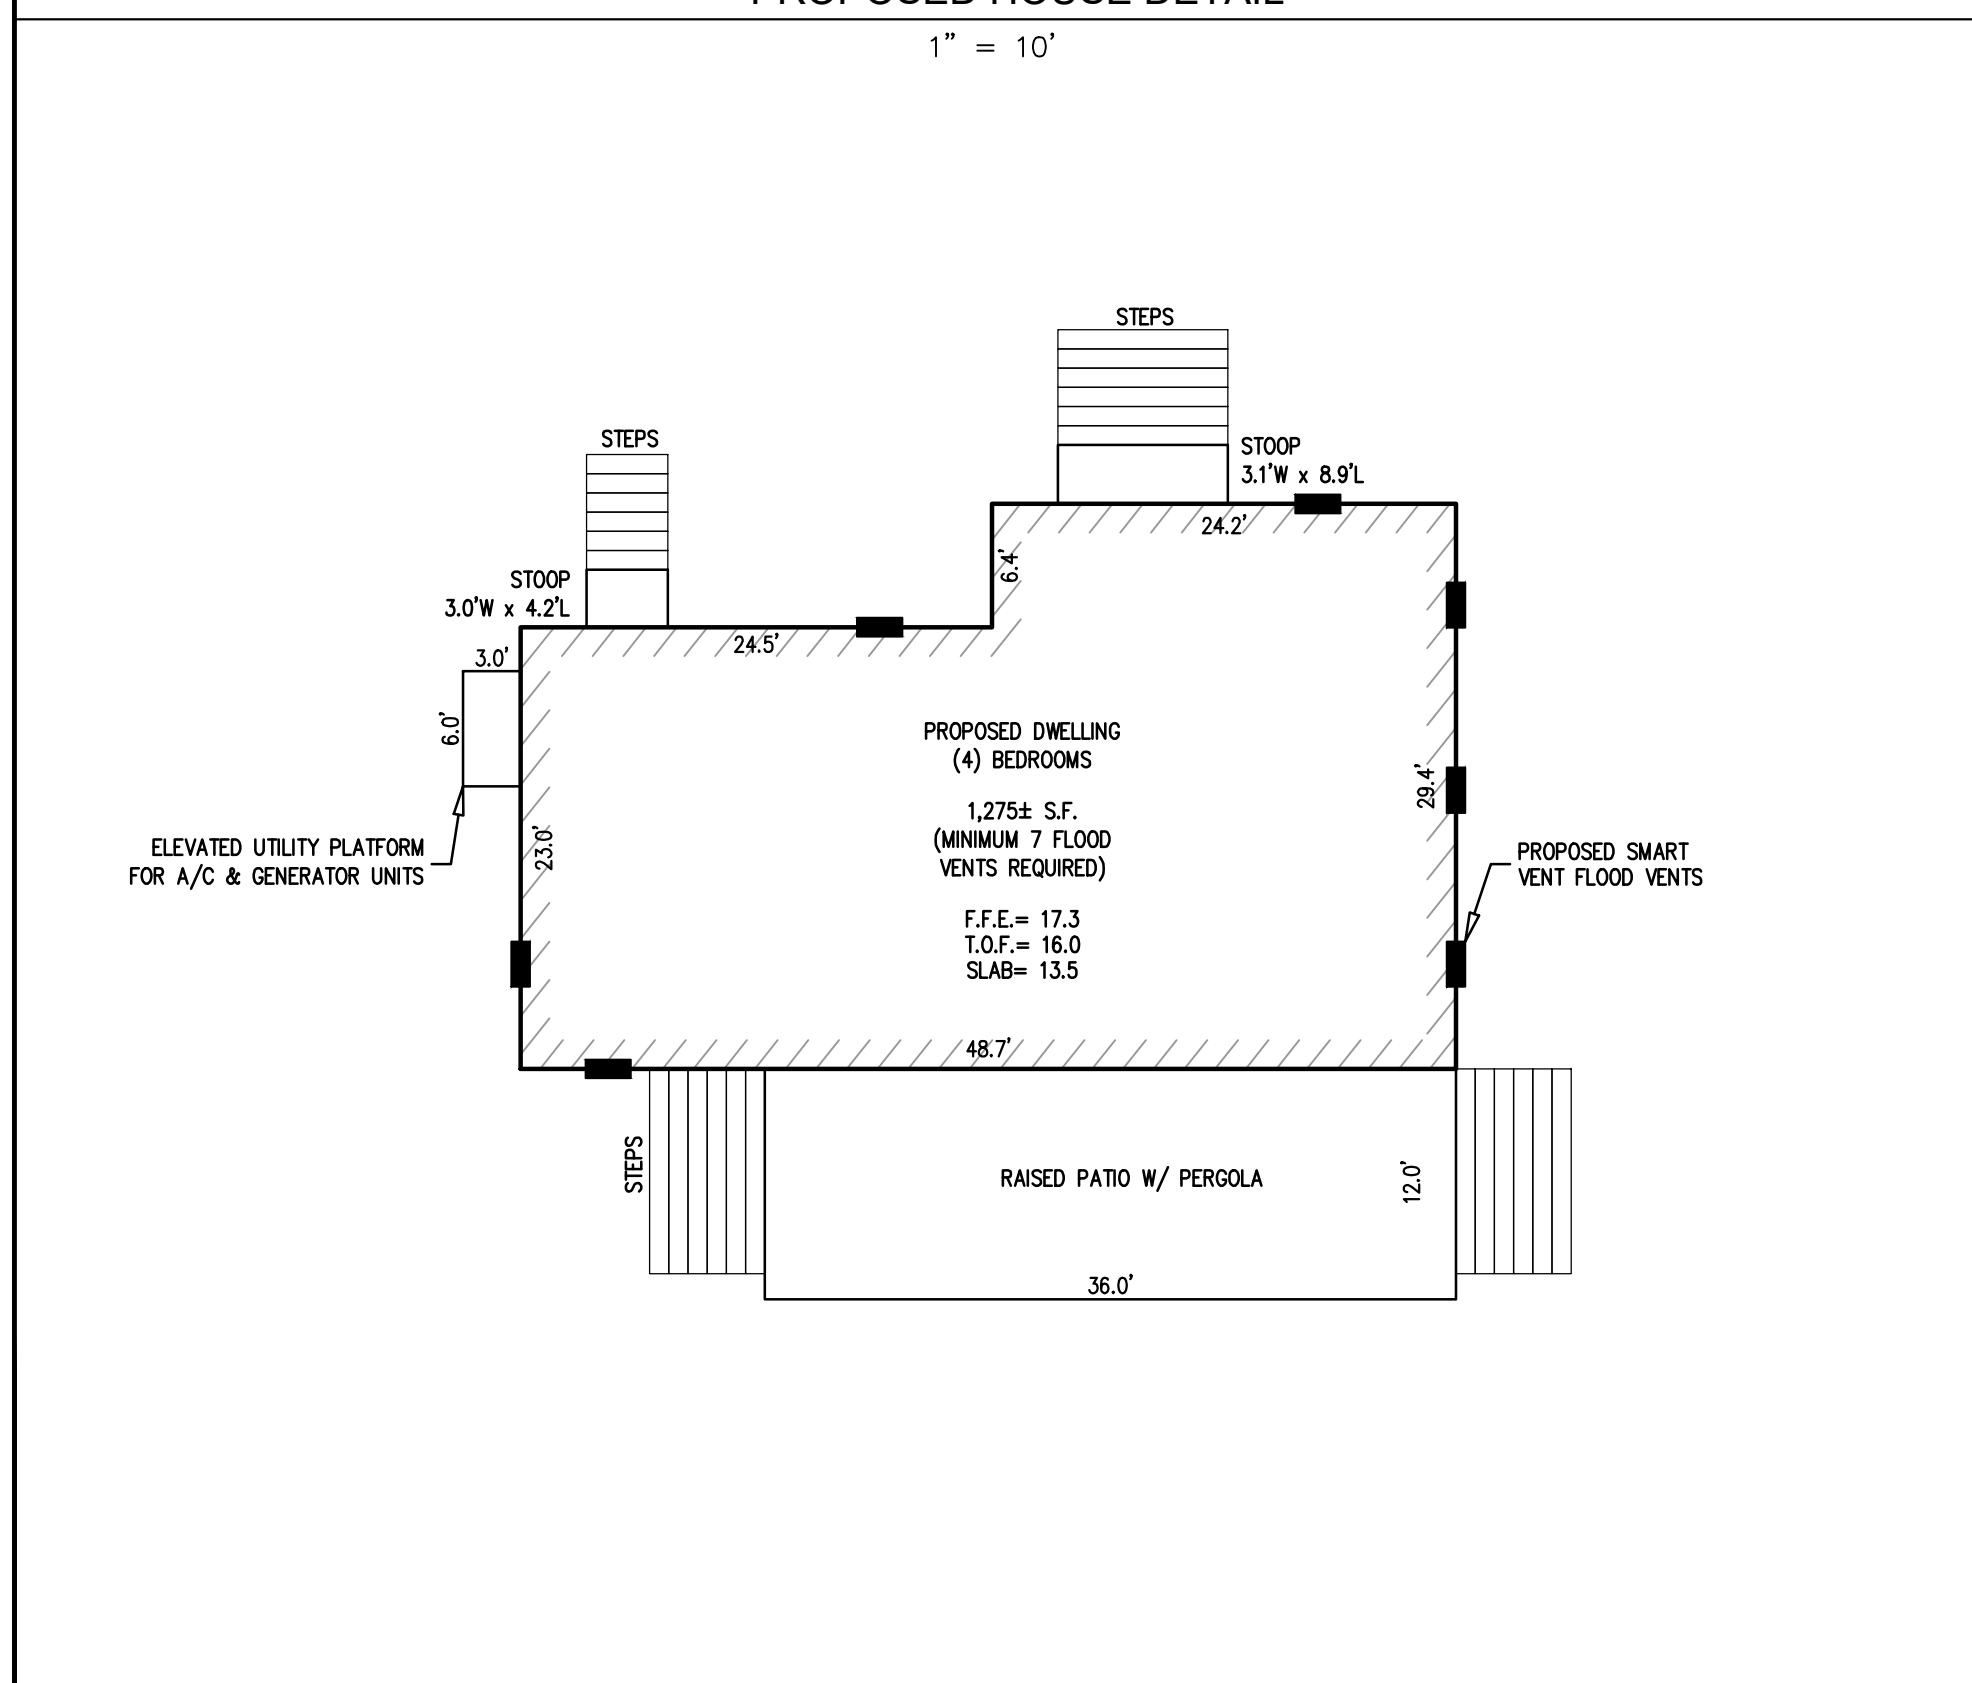 PROPOSED HOUSE DETAIL
1” = 10’
STEPS
STEPS
STOOP
3.1'W x 8.9'L
24.2'
6.4'
STOOP
3.0'W x 4.2'L
24.5'
3.0'
6.0'
PROPOSED DWELLING
(4) BEDROOMS
1,275± S.F.
(MINIMUM 7 FLOOD
VENTS REQUIRED)
F.F.E.= 17.3
T.O.F.= 16.0
SLAB= 13.5
29.4'
23.0'
ELEVATED UTILITY PLATFORM
FOR A/C & GENERATOR UNITS
PROPOSED SMART
VENT FLOOD VENTS
48.7'
STEPS
RAISED PATIO W/ PERGOLA
12.0'
36.0'